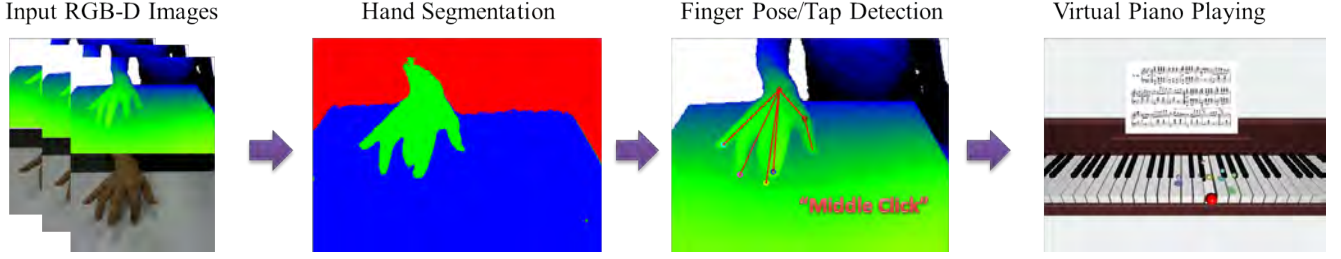 Input RGB-D Images
Hand Segmentation
Finger Pose/Tap Detection
Virtual Piano Playing
"Middle Click"